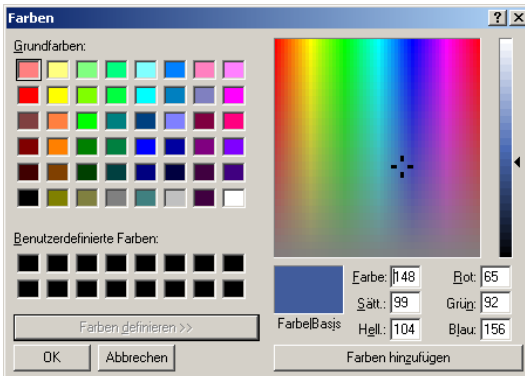 Farben
Grundfarben:
Benutzerdefinierte Farben:
Farben definieren >>
OK Abbrechen
Farbe|Basis
Farbe: 148 Rot: 65
Sätt.: 99 Grün: 92
Hell.: 104 Blau: 156
Farben hinzufügen